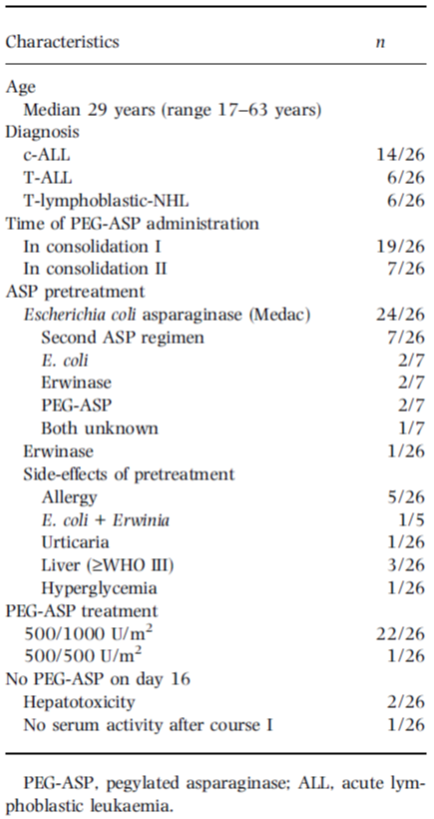 Characteristics n
Age
Median 29 years (range 17–63 years)
Diagnosis
c-ALL 14/26
T-ALL 6/26
T-lymphoblastic-NHL 6/26
Time of PEG-ASP administration
In consolidation I 19/26
In consolidation II 7/26
ASP pretreatment
Escherichia coli asparaginase (Medac) 24/26
Second ASP regimen 7/26
E. coli 2/7
Erwinase 2/7
PEG-ASP 2/7
Both unknown 1/7
Erwinase 1/26
Side-effects of pretreatment
Allergy 5/26
E. coli + Erwinia 1/5
Urticaria 1/26
Liver (≥WHO III) 3/26
Hyperglycemia 1/26
PEG-ASP treatment
500/1000 U/m² 22/26
500/500 U/m² 1/26
No PEG-ASP on day 16
Hepatotoxicity 2/26
No serum activity after course I 1/26
PEG-ASP, pegylated asparaginase; ALL, acute lym-
phoblastic leukaemia.